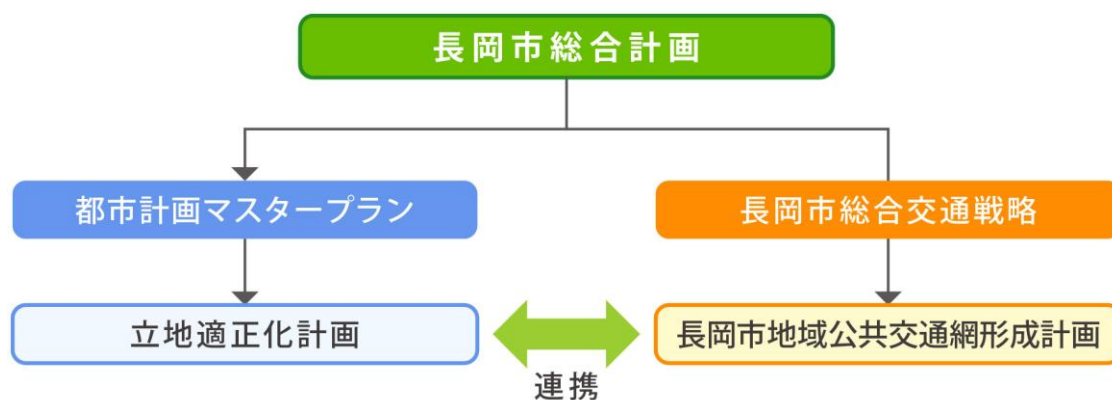 長岡市総合計画
都市計画マスタープラン
長岡市総合交通戦略
立地適正化計画
長岡市地域公共交通網形成計画
連携